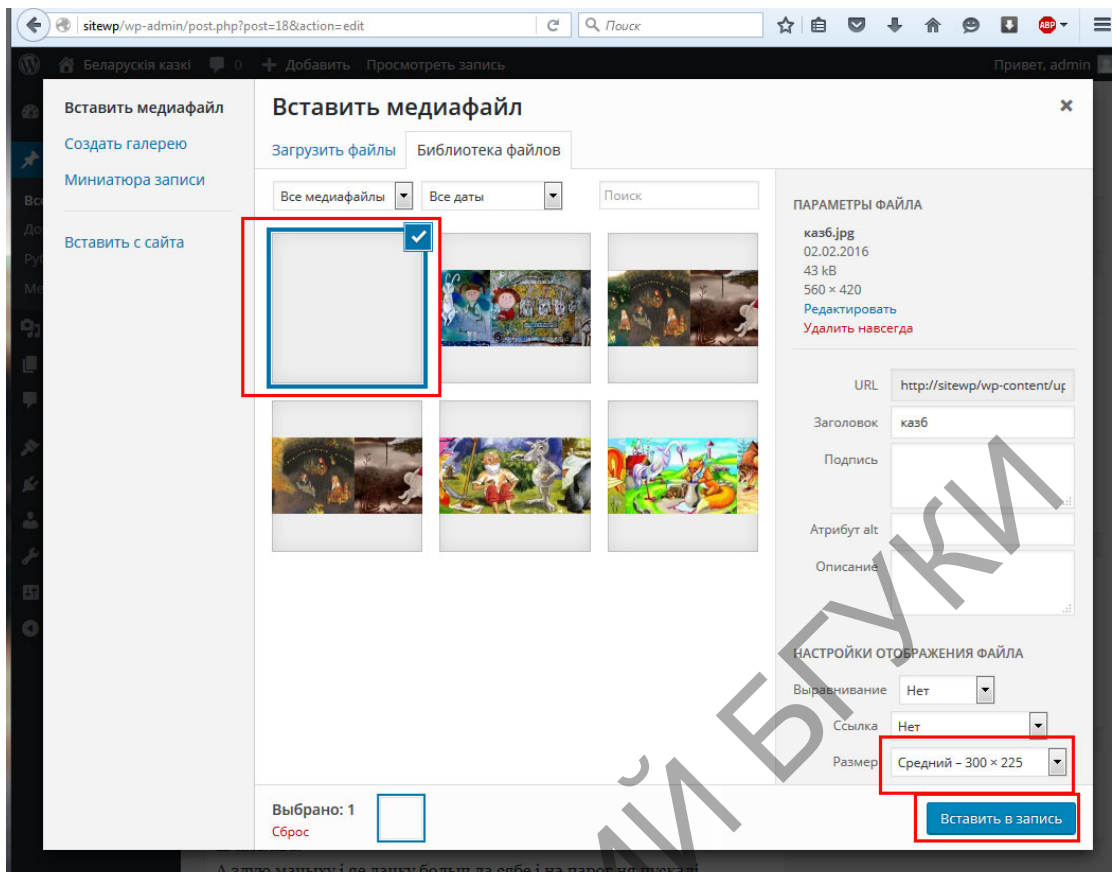 sitewp/wp-admin/post.php?post=18&action=edit
Поиск
ABP
Беларускія казкі 0 + Добавить Просмотреть запись Привет, admin
Вставить медиафайл
Создать галерею
Миниатюра записи
Вставить с сайта
Вставить медиафайл
Загрузить файлы Библиотека файлов
Все медиафайлы Все даты Поиск
ПАРАМЕТРЫ ФАЙЛА
каз6.jpg
02.02.2016
43 kB
560 × 420
Редактировать
Удалить навсегда
URL http://sitewp/wp-content/up
Заголовок каз6
Подпись
Атрибут alt
Описание
НАСТРОЙКИ ОТОБРАЖЕНИЯ ФАЙЛА
Выравнивание Нет
Ссылка Нет
Размер Средний – 300 × 225
Выбрано: 1
Сброс
Вставить в запись
ИЙ БГУКИ